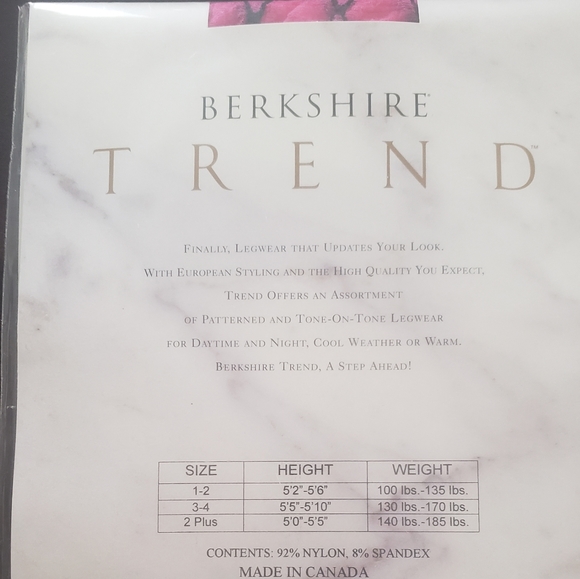 BERKSHIRE®
TREND™
FINALLY, LEGWEAR THAT UPDATES YOUR LOOK.
WITH EUROPEAN STYLING AND THE HIGH QUALITY YOU EXPECT,
TREND OFFERS AN ASSORTMENT
OF PATTERNED AND TONE-ON-TONE LEGWEAR
FOR DAYTIME AND NIGHT, COOL WEATHER OR WARM.
BERKSHIRE TREND, A STEP AHEAD!
SIZE HEIGHT WEIGHT
1-2 5'2"-5'6" 100 lbs.-135 lbs.
3-4 5'5"-5'10" 130 lbs.-170 lbs.
2 Plus 5'0"-5'5" 140 lbs.-185 lbs.
CONTENTS: 92% NYLON, 8% SPANDEX
MADE IN CANADA